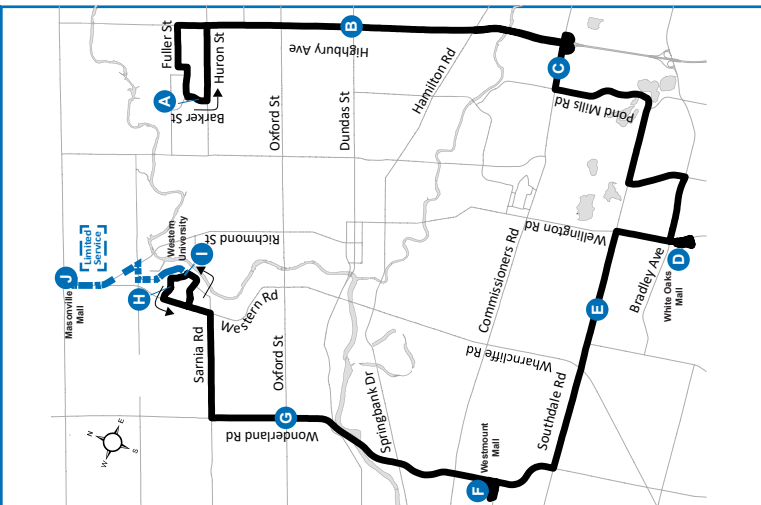 Fuller St
B
Highbury Ave
Huron St
A
Barker St
Oxford St
Dundas St
Hamilton Rd
C
Pond Mills Rd
Limited
Service
Western
University
Richmond St
I
J
Masonville
Mall
H
Western Rd
Sarnia Rd
Oxford St
Commissioners Rd
Wellington Rd
Bradley Ave
D
White Oaks
Mall
E
Wharncliffe Rd
Springbank Dr
Southdale Rd
G
Wonderland Rd
Westmount
Mall
F
N
E
S
W